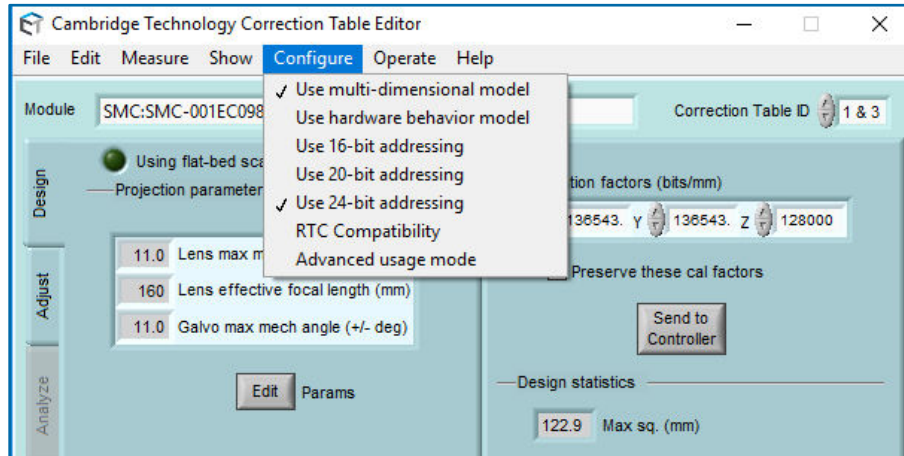 Cambridge Technology Correction Table Editor
File Edit Measure Show Configure Operate Help
Module SMC:SMC-001EC098
Correction Table ID 1 & 3
Use multi-dimensional model
Use hardware behavior model
Use 16-bit addressing
Use 20-bit addressing
Use 24-bit addressing
RTC Compatibility
Advanced usage mode
Design
Adjust
Analyze
Using flat-bed sca
Projection parameter
11.0 Lens max m
160 Lens effective focal length (mm)
11.0 Galvo max mech angle (+/- deg)
Edit Params
tion factors (bits/mm)
136543. Y 136543. Z 128000
Preserve these cal factors
Send to
Controller
Design statistics
122.9 Max sq. (mm)